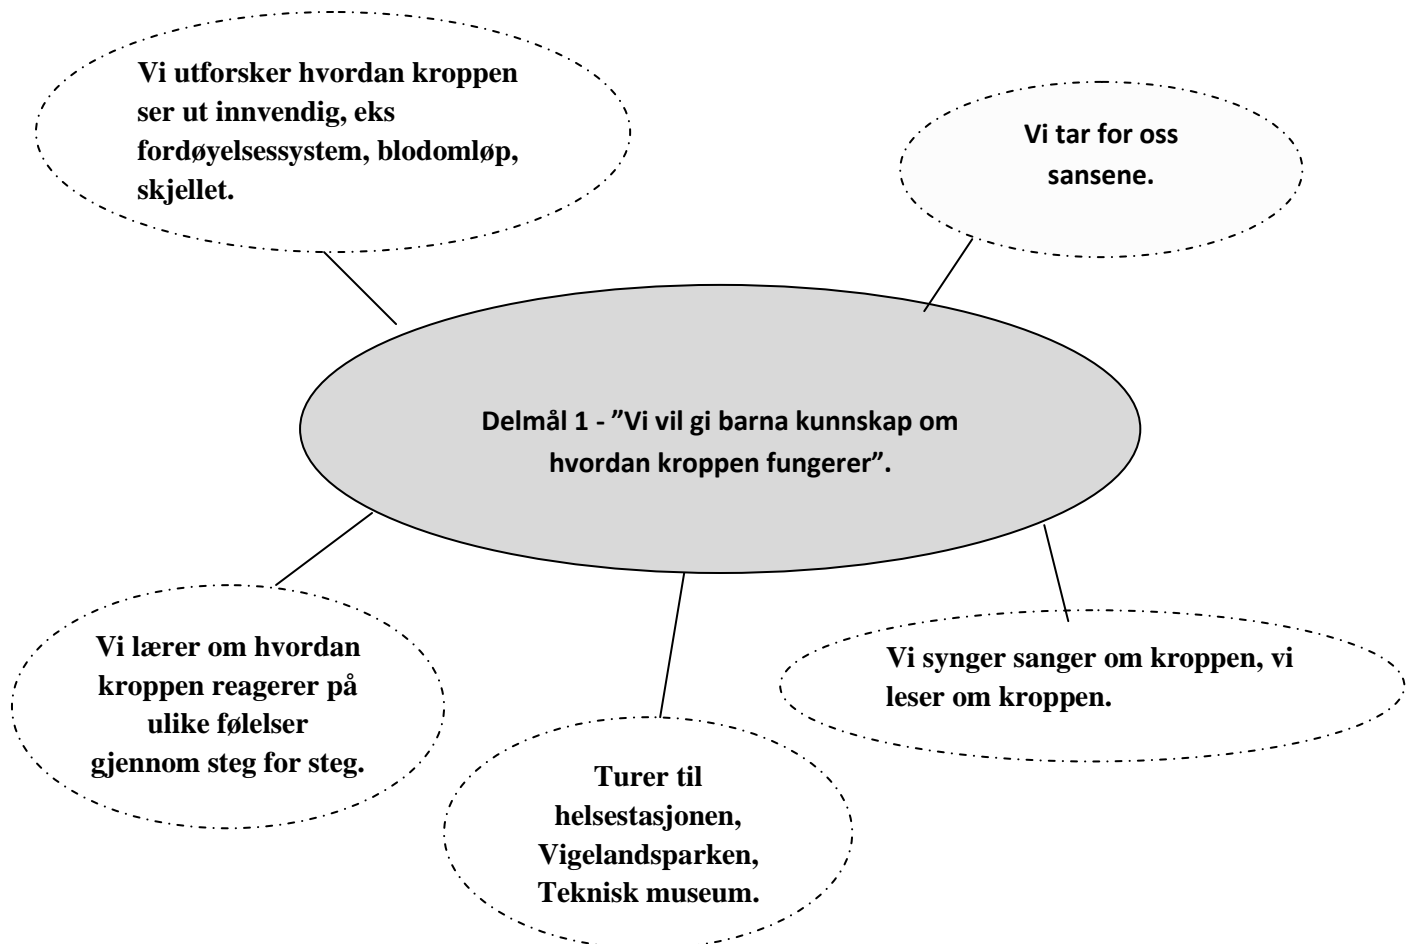 Vi utforsker hvordan kroppen
ser ut innvendig, eks
fordøyelsessystem, blodomløp,
skjellet.
Vi tar for oss
sansene.
Delmål 1 - ”Vi vil gi barna kunnskap om
hvordan kroppen fungerer”.
Vi lærer om hvordan
kroppen reagerer på
ulike følelser
gjennom steg for steg.
Turer til
helsestasjonen,
Vigelandsparken,
Teknisk museum.
Vi synger sanger om kroppen, vi
leser om kroppen.